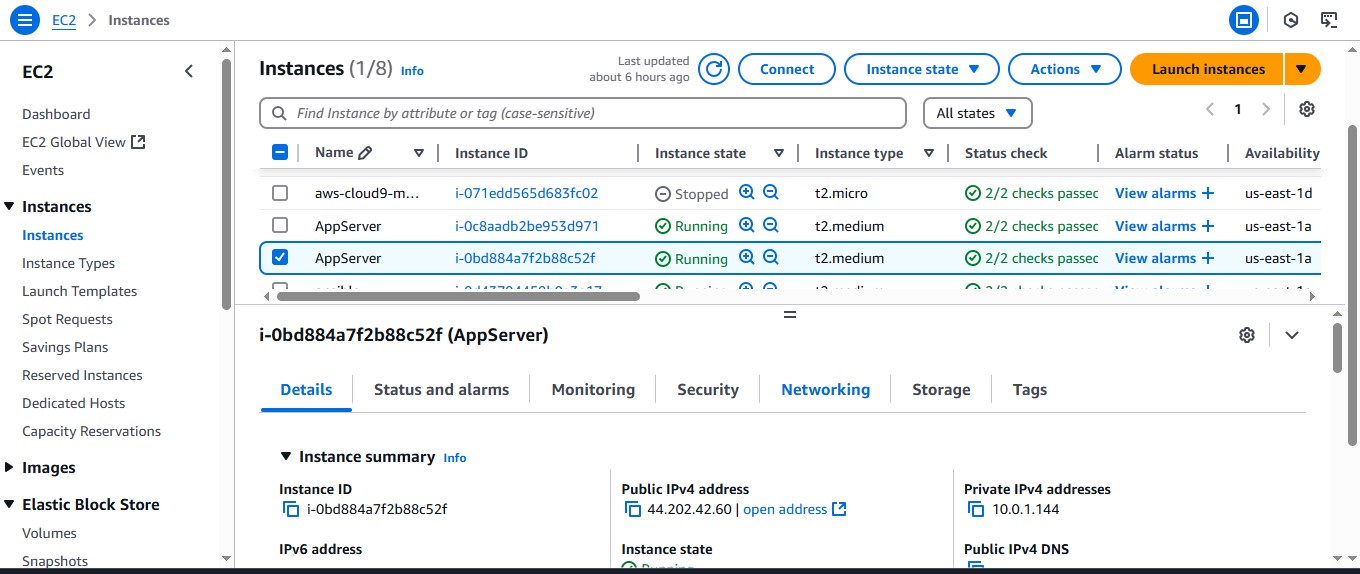 EC2 > Instances
EC2
Dashboard
EC2 Global View
Events
Instances
Instances
Instance Types
Launch Templates
Spot Requests
Savings Plans
Reserved Instances
Dedicated Hosts
Capacity Reservations
Images
Elastic Block Store
Volumes
Snapshots
Instances (1/8) Info
Last updated
about 6 hours ago
Connect
Instance state
Actions
Launch instances
Find Instance by attribute or tag (case-sensitive)
All states
1
Name Instance ID Instance state Instance type Status check Alarm status Availability
aws-cloud9-m... i-071edd565d683fc02 Stopped t2.micro 2/2 checks passec View alarms + us-east-1d
AppServer i-0c8aadb2be953d971 Running t2.medium 2/2 checks passec View alarms + us-east-1a
AppServer i-0bd884a7f2b88c52f Running t2.medium 2/2 checks passec View alarms + us-east-1a
i-0bd884a7f2b88c52f (AppServer)
Details Status and alarms Monitoring Security Networking Storage Tags
Instance summary Info
Instance ID
i-0bd884a7f2b88c52f
Public IPv4 address
44.202.42.60 | open address
Private IPv4 addresses
10.0.1.144
IPv6 address
Instance state
Running
Public IPv4 DNS